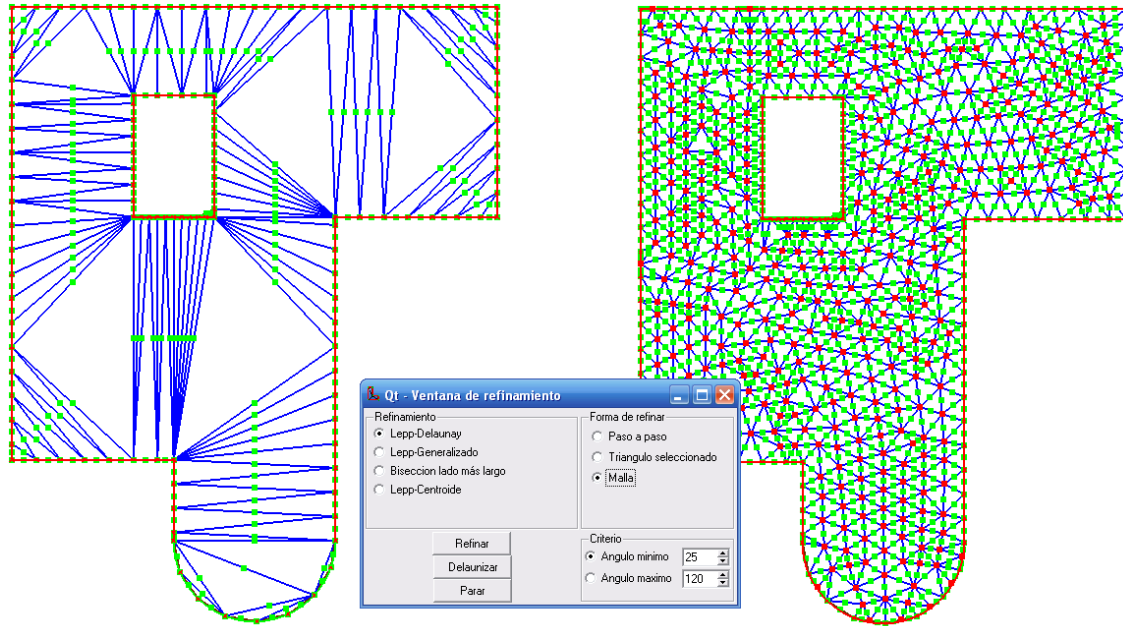 Qt - Ventana de refinamiento
Refinamiento
Lepp-Delaunay
Lepp-Generalizado
Biseccion lado más largo
Lepp-Centroide
Forma de refinar
Paso a paso
Triangulo seleccionado
Malla
Refinar
Delaunizar
Parar
Criterio
Angulo minimo 25
Angulo maximo 120